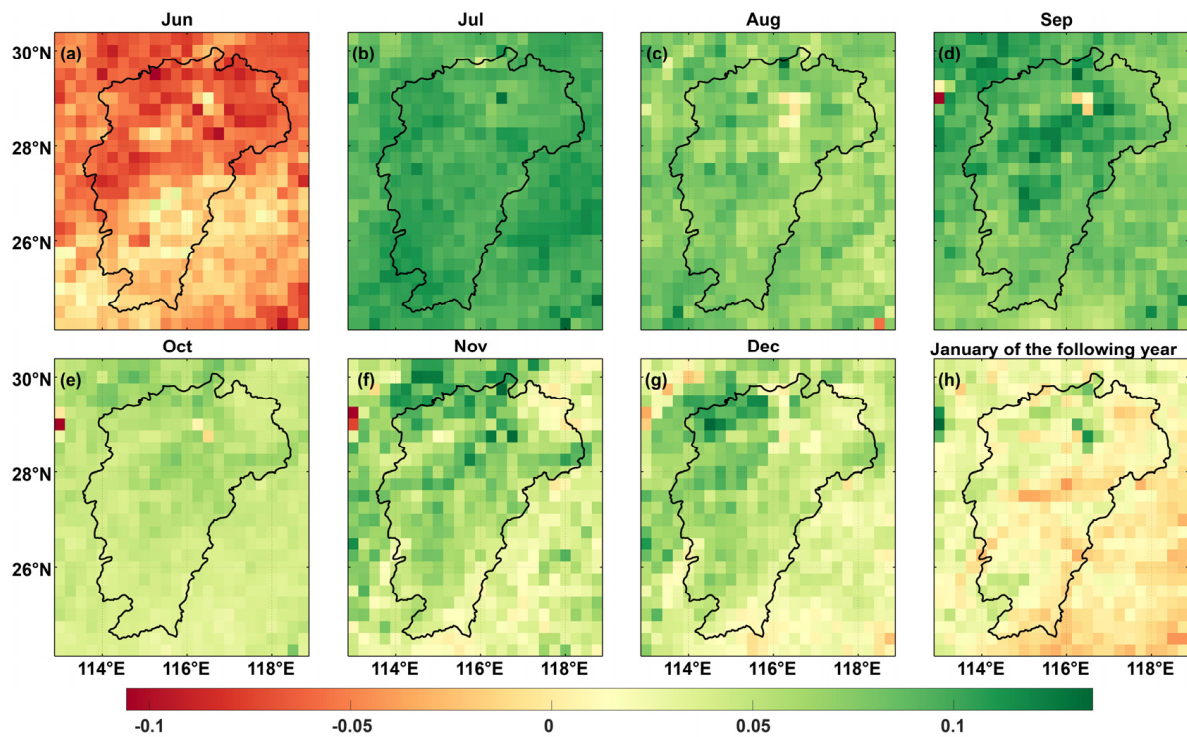 Jun Jul Aug Sep
30°N (a) (b) (c) (d)
28°N
26°N
Oct Nov Dec January of the following year
30°N (e) (f) (g) (h)
28°N
26°N
114°E 116°E 118°E 114°E 116°E 118°E 114°E 116°E 118°E 114°E 116°E 118°E
-0.1 -0.05 0 0.05 0.1